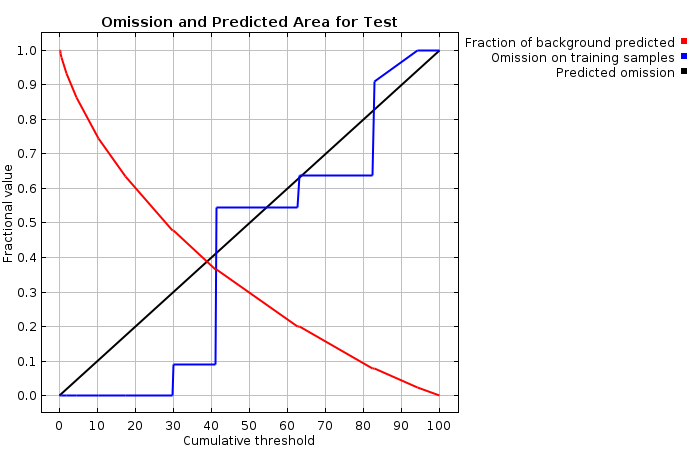 Omission and Predicted Area for Test
Fraction of background predicted
Omission on training samples
Predicted omission
Fractional value
1.0
0.9
0.8
0.7
0.6
0.5
0.4
0.3
0.2
0.1
0.0
0 10 20 30 40 50 60 70 80 90 100
Cumulative threshold